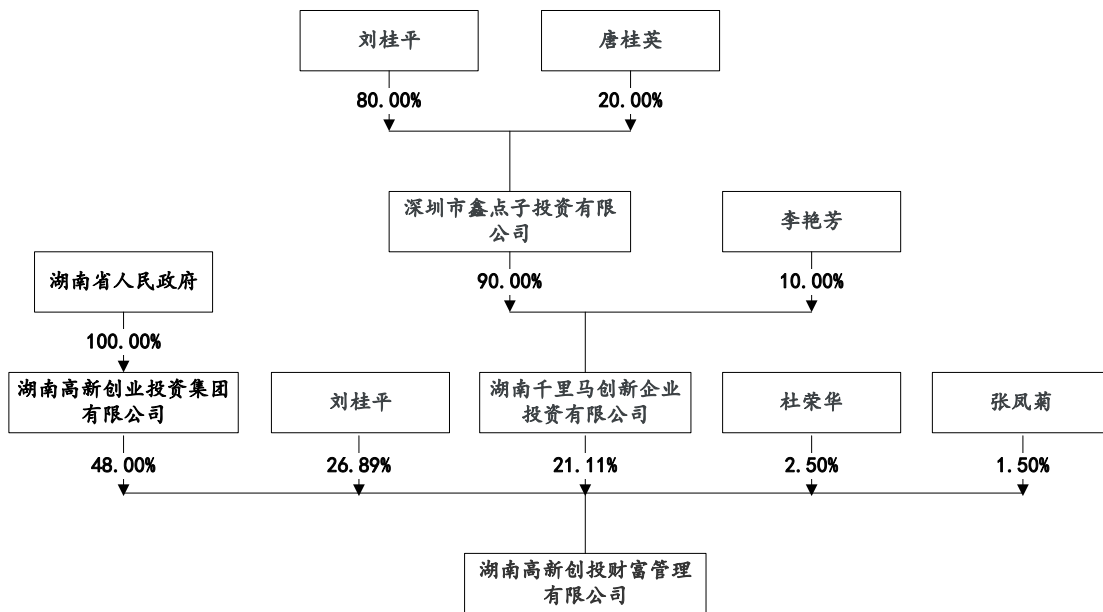 刘桂平
唐桂英
80.00%
20.00%
深圳市鑫点子投资有限
公司
李艳芳
湖南省人民政府
90.00%
10.00%
100.00%
湖南高新创业投资集团
有限公司
刘桂平
湖南千里马创新企业
投资有限公司
杜荣华
张凤菊
48.00%
26.89%
21.11%
2.50%
1.50%
湖南高新创投财富管理
有限公司